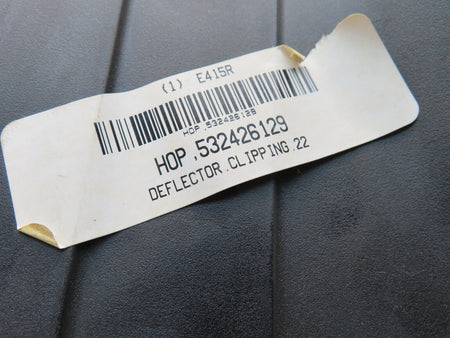 (1) E415R
HOP ,532426129
HOP ,532426129
DEFLECTOR.CLIPPING 22